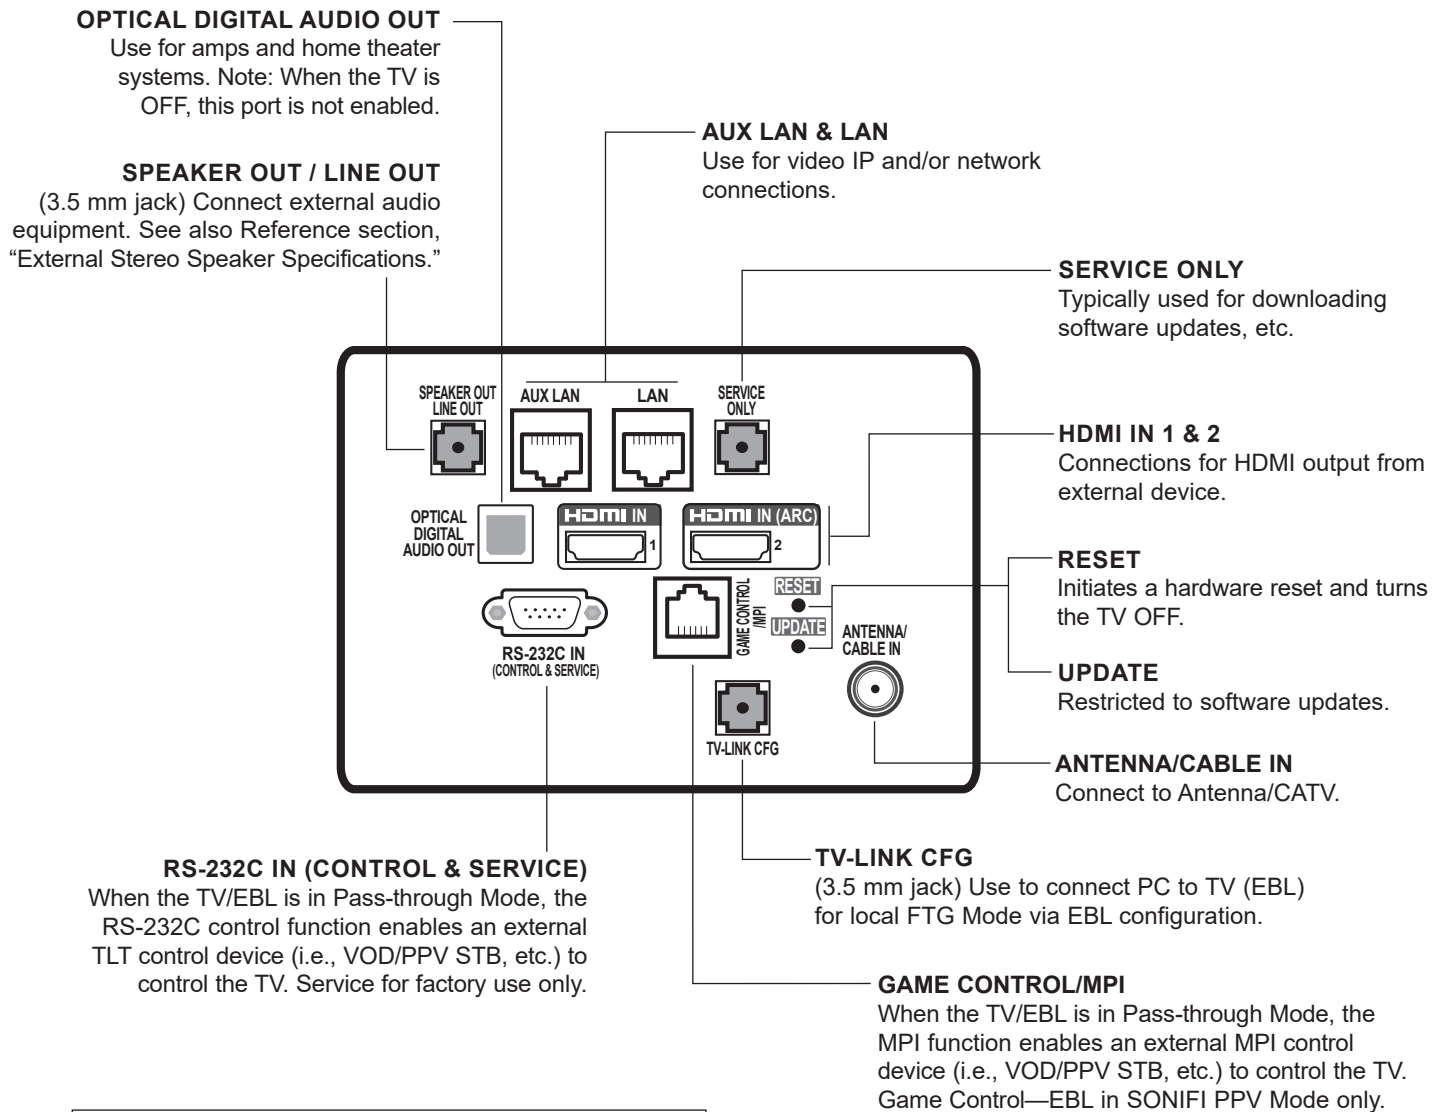 OPTICAL DIGITAL AUDIO OUT
Use for amps and home theater
systems. Note: When the TV is
OFF, this port is not enabled.
AUX LAN & LAN
Use for video IP and/or network
connections.
SPEAKER OUT / LINE OUT
(3.5 mm jack) Connect external audio
equipment. See also Reference section,
“External Stereo Speaker Specifications.”
SERVICE ONLY
Typically used for downloading
software updates, etc.
SPEAKER OUT
LINE OUT
AUX LAN
LAN
SERVICE
ONLY
HDMI IN 1 & 2
Connections for HDMI output from
external device.
OPTICAL
DIGITAL
AUDIO OUT
HDMI IN
1
HDMI IN (ARC)
2
RESET
Initiates a hardware reset and turns
the TV OFF.
UPDATE
Restricted to software updates.
RS-232C IN
(CONTROL & SERVICE)
GAME CONTROL
/MPI
RESET
UPDATE
ANTENNA/
CABLE IN
TV-LINK CFG
ANTENNA/CABLE IN
Connect to Antenna/CATV.
RS-232C IN (CONTROL & SERVICE)
When the TV/EBL is in Pass-through Mode, the
RS-232C control function enables an external
TLT control device (i.e., VOD/PPV STB, etc.) to
control the TV. Service for factory use only.
TV-LINK CFG
(3.5 mm jack) Use to connect PC to TV (EBL)
for local FTG Mode via EBL configuration.
GAME CONTROL/MPI
When the TV/EBL is in Pass-through Mode, the
MPI function enables an external MPI control
device (i.e., VOD/PPV STB, etc.) to control the TV.
Game Control—EBL in SONIFI PPV Mode only.